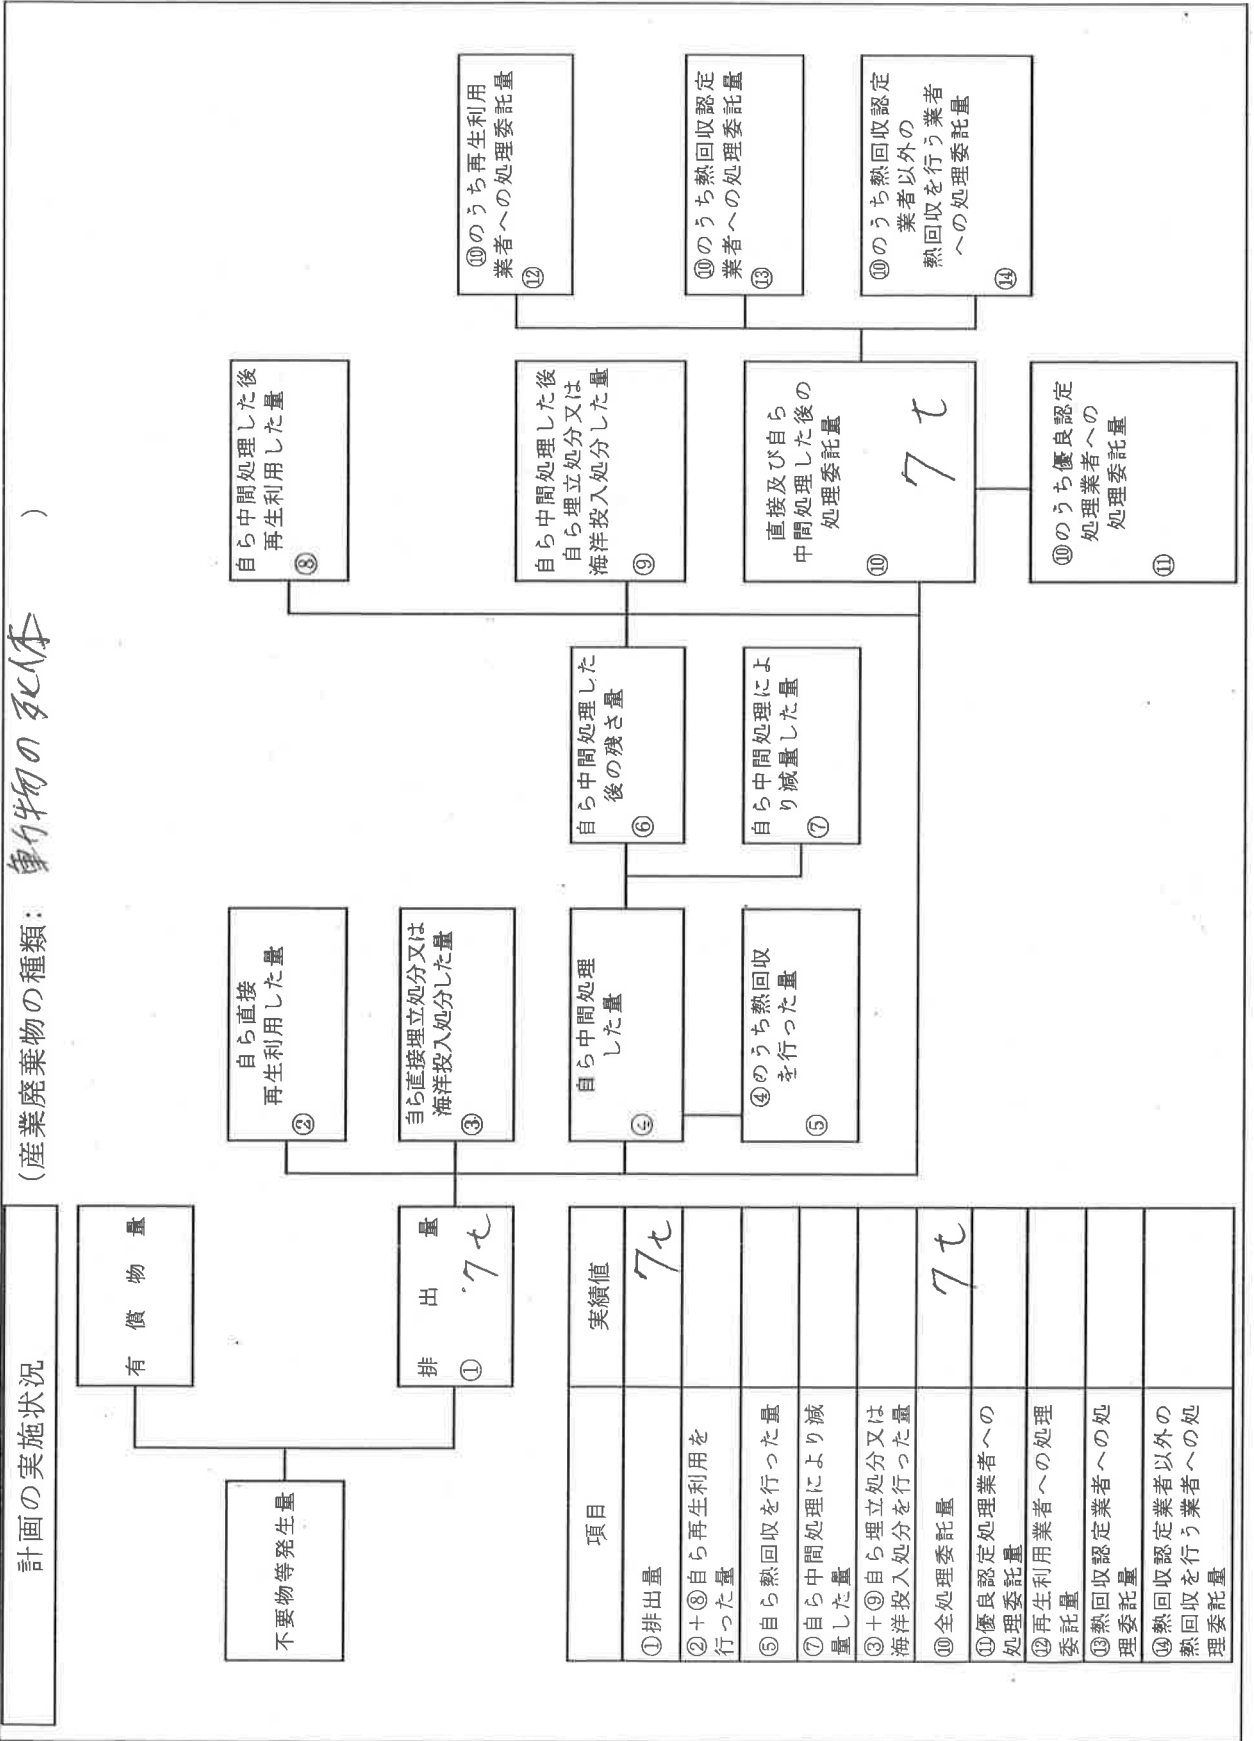 計画の実施状況
(産業廃棄物の種類: 動物の死体 )
不要物等発生量
有償物量
排出量
① 7t
自ら直接
再生利用した量
②
自ら直接埋立処分又は
海洋投入処分した量
③
自ら中間処理
した量
④
④のうち熱回収
を行った量
⑤
自ら中間処理した
後の残さ量
⑥
自ら中間処理によ
り減量した量
⑦
自ら中間処理した後
再生利用した量
⑧
自ら中間処理した後
自ら埋立処分又は
海洋投入処分した量
⑨
直接及び自ら
中間処理した後の
処理委託量
⑩ 7t
⑩のうち優良認定
処理業者への
処理委託量
⑪
⑩のうち再生利用
業者への処理委託量
⑫
⑩のうち熱回収認定
業者への処理委託量
⑬
⑩のうち熱回収認定
業者以外の
熱回収を行う業者
への処理委託量
⑭
項目 実績値
①排出量 7t
②+⑧自ら再生利用を
行った量
⑤自ら熱回収を行った量
⑦自ら中間処理により減
量した量
③+⑨自ら埋立処分又は
海洋投入処分を行った量
⑩全処理委託量 7t
⑪優良認定処理業者への
処理委託量
⑫再生利用業者への処理
委託量
⑬熱回収認定業者への処
理委託量
⑭熱回収認定業者以外の
熱回収を行う業者への処
理委託量